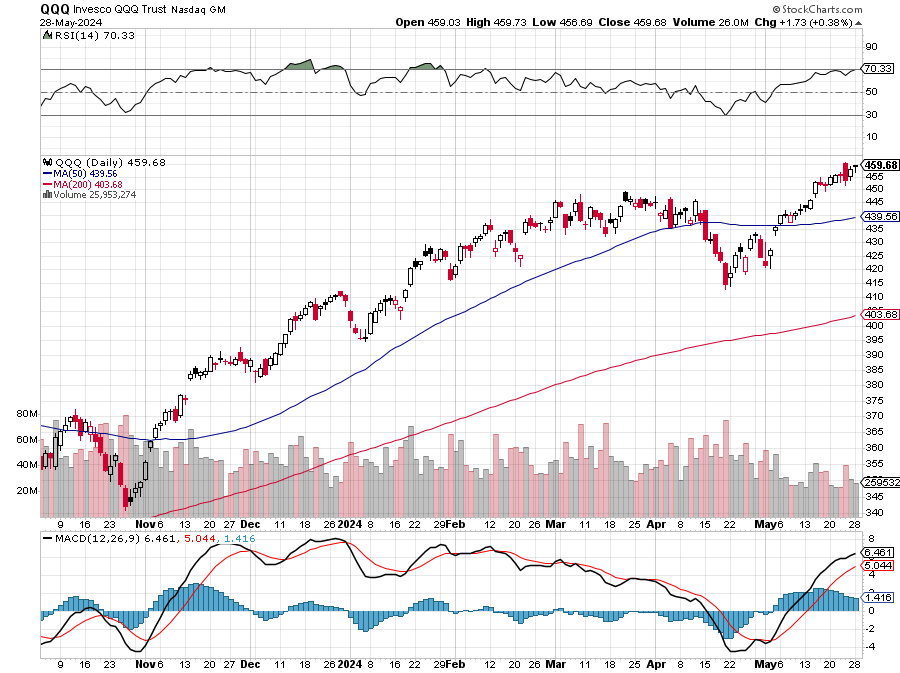 QQQ Invesco QQQ Trust Nasdaq GM © StockCharts.com
28-May-2024 Open 459.03 High 459.73 Low 456.69 Close 459.68 Volume 26.0M Chg +1.73 (+0.38%)
RSI(14) 70.33
90
70.33
50
30
10
QQQ (Daily) 459.68
MA(50) 439.56
MA(200) 403.68
Volume 25,953,274
459.68
455
450
445
439.56
435
430
425
420
415
410
403.68
400
395
390
385
380
375
370
365
360
355
259532
345
340
80M
60M
40M
20M
9 16 23 Nov 6 13 20 27 Dec 11 18 26 2024 8 16 22 29 Feb 12 20 26 Mar 11 18 25 Apr 8 15 22 May 6 13 20 28
MACD(12,26,9) 6.461, 5.044, 1.416
8
6.461
5.044
4
1.416
0
-2
-4
9 16 23 Nov 6 13 20 27 Dec 11 18 26 2024 8 16 22 29 Feb 12 20 26 Mar 11 18 25 Apr 8 15 22 May 6 13 20 28